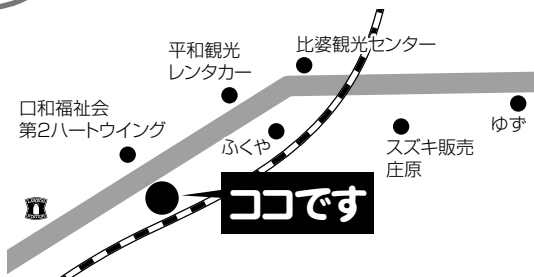 比婆観光センター
平和観光
レンタカー
口和福祉会
第2ハートウイング
ふくや
スズキ販売
庄原
ゆず
LAWSON
STATION
ココです